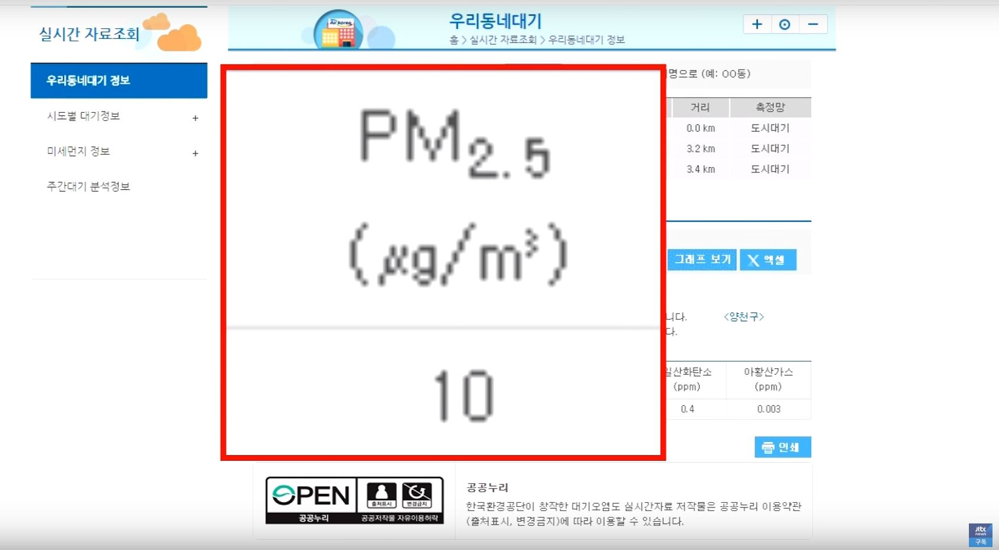 실시간 자료조회
Air korea
우리동네대기
홈 > 실시간 자료조회 > 우리동네대기 정보
우리동네대기 정보
시도별 대기정보 +
미세먼지 정보 +
주간대기 분석정보
명으로 (예: OO동)
거리 측정망
0.0 km 도시대기
3.2 km 도시대기
3.4 km 도시대기
그래프 보기 X 엑셀
PM2.5
(㎍/m³)
10
니다. <양천구>
다.
일산화탄소 아황산가스
(ppm) (ppm)
0.4 0.003
인쇄
OPEN 출처표시 변경금지
공공누리 공공저작물 자유이용허락
공공누리
한국환경공단이 창작한 대기오염도 실시간자료 저작물은 공공누리 이용약관
(출처표시, 변경금지)에 따라 이용할 수 있습니다.
jtbc
news
구독